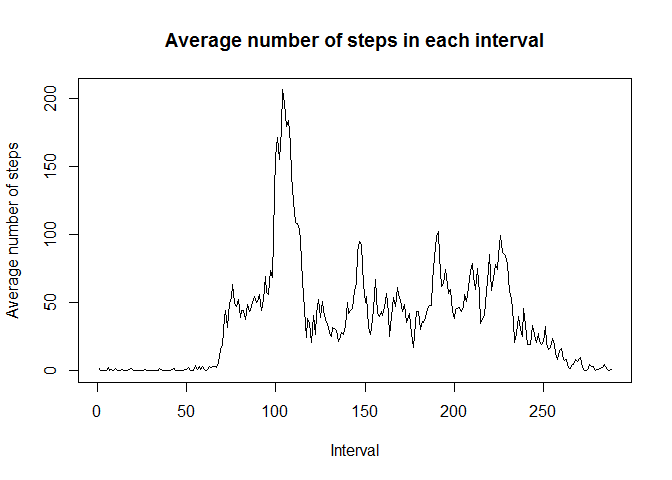 Average number of steps in each interval
Average number of steps
200
150
100
50
0
0 50 100 150 200 250
Interval